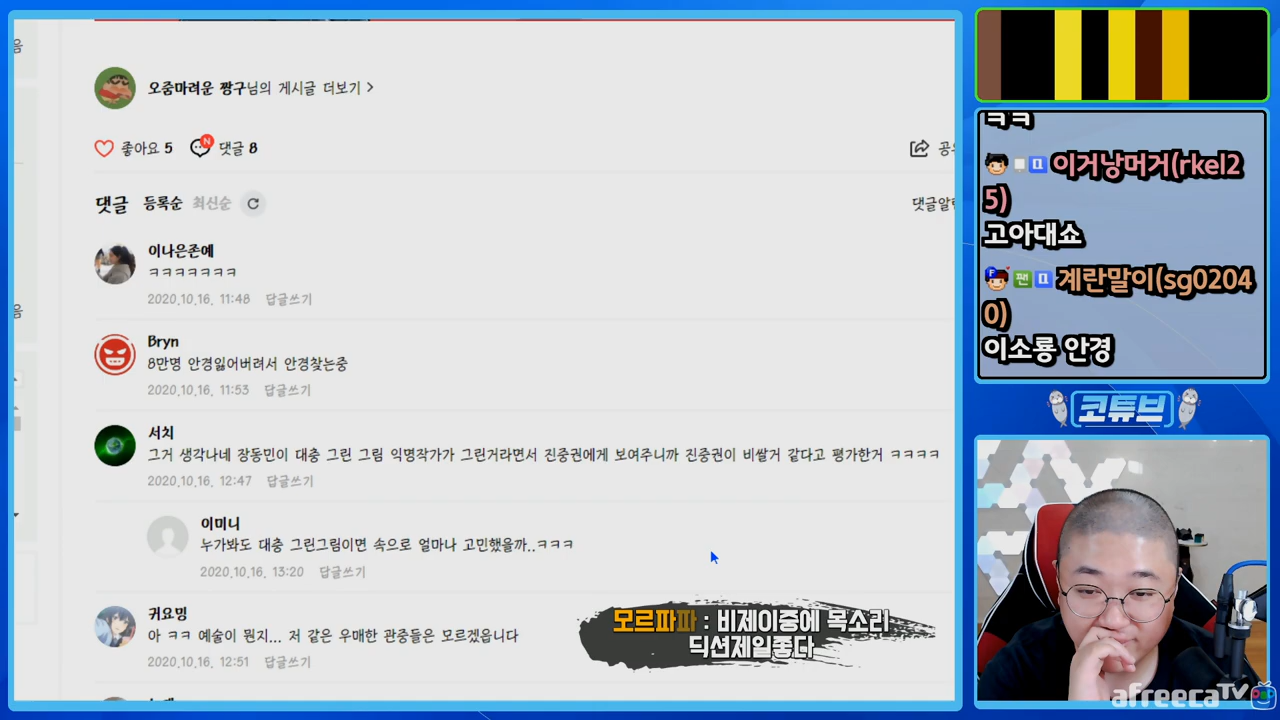 음
오줌마려운 짱구님의 게시글 더보기 >
좋아요 5 N 댓글 8
댓글 등록순 최신순
댓글알
이나은존예
ㅋㅋㅋㅋㅋㅋㅋ
2020.10.16. 11:48 답글쓰기
음
Bryn
8만명 안경잃어버려서 안경찾는중
2020.10.16. 11:53 답글쓰기
서치
그거 생각나네 장동민이 대충 그린 그림 익명작가가 그린거라면서 진중권에게 보여주니까 진중권이 비쌀거 같다고 평가한거 ㅋㅋㅋㅋ
2020.10.16. 12:47 답글쓰기
이미니
누가봐도 대충 그린그림이면 속으로 얼마나 고민했을까..ㅋㅋㅋ
2020.10.16. 13:20 답글쓰기
귀요밍
아 ㅋㅋ 예술이 뭔지... 저 같은 우매한 관중들은 모르겠읍니다
2020.10.16. 12:51 답글쓰기
모르파파 : 비제이중에 목소리
딕션제일좋다
ㅋㅋ
이거낭머거(rkel2
5)
고아대쇼
F 팬 계란말이(sg0204
0)
이소룡 안경
코튜브
afreecaTV